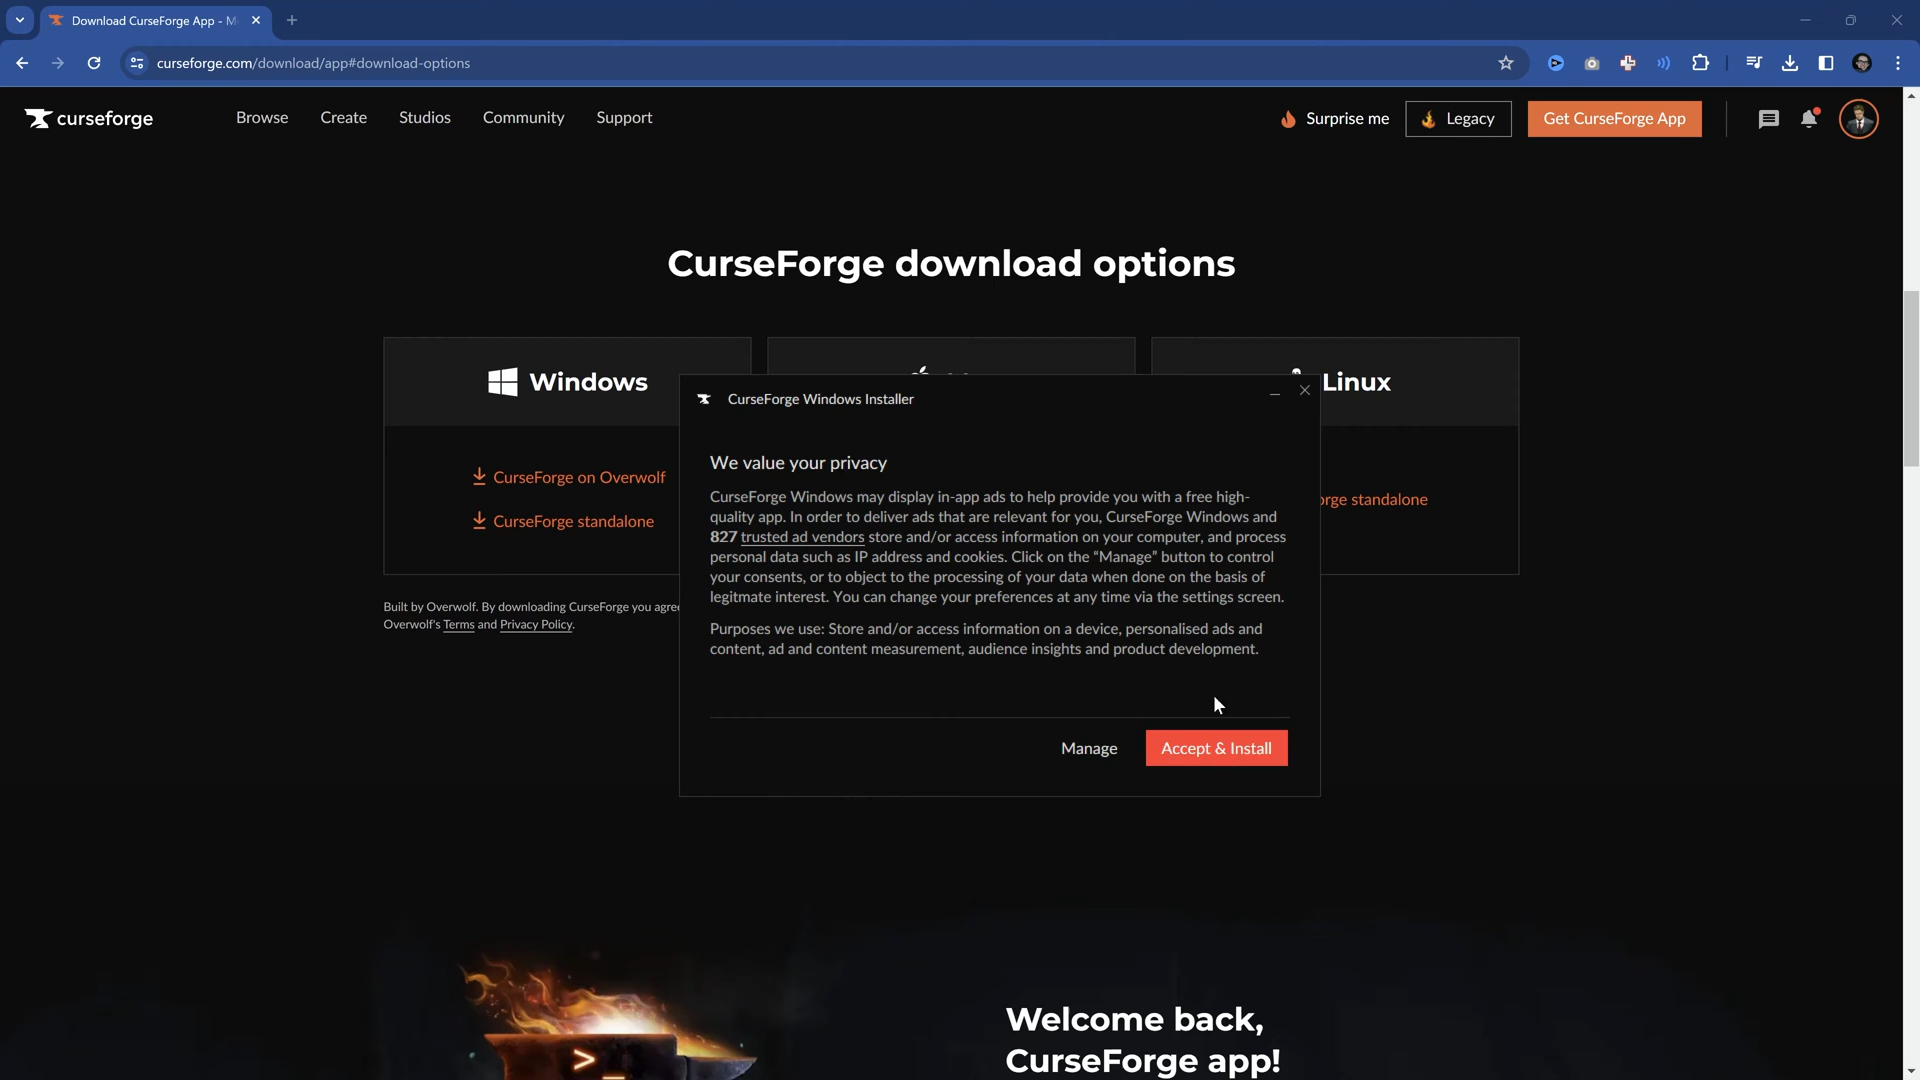 Download CurseForge App - M
curseforge.com/download/app#download-options
curseforge
Browse
Create
Studios
Community
Support
Surprise me
Legacy
Get CurseForge App
CurseForge download options
Windows
Linux
CurseForge on Overwolf
CurseForge standalone
orge standalone
Built by Overwolf. By downloading CurseForge you agree
Overwolf's Terms and Privacy Policy.
CurseForge Windows Installer
We value your privacy
CurseForge Windows may display in-app ads to help provide you with a free high-
quality app. In order to deliver ads that are relevant for you, CurseForge Windows and
827 trusted ad vendors store and/or access information on your computer, and process
personal data such as IP address and cookies. Click on the “Manage” button to control
your consents, or to object to the processing of your data when done on the basis of
legitmate interest. You can change your preferences at any time via the settings screen.
Purposes we use: Store and/or access information on a device, personalised ads and
content, ad and content measurement, audience insights and product development.
Manage
Accept & Install
Welcome back,
CurseForge app!